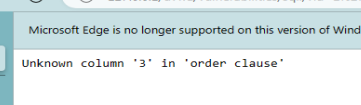 Microsoft Edge is no longer supported on this version of Wind
Unknown column '3' in 'order clause'